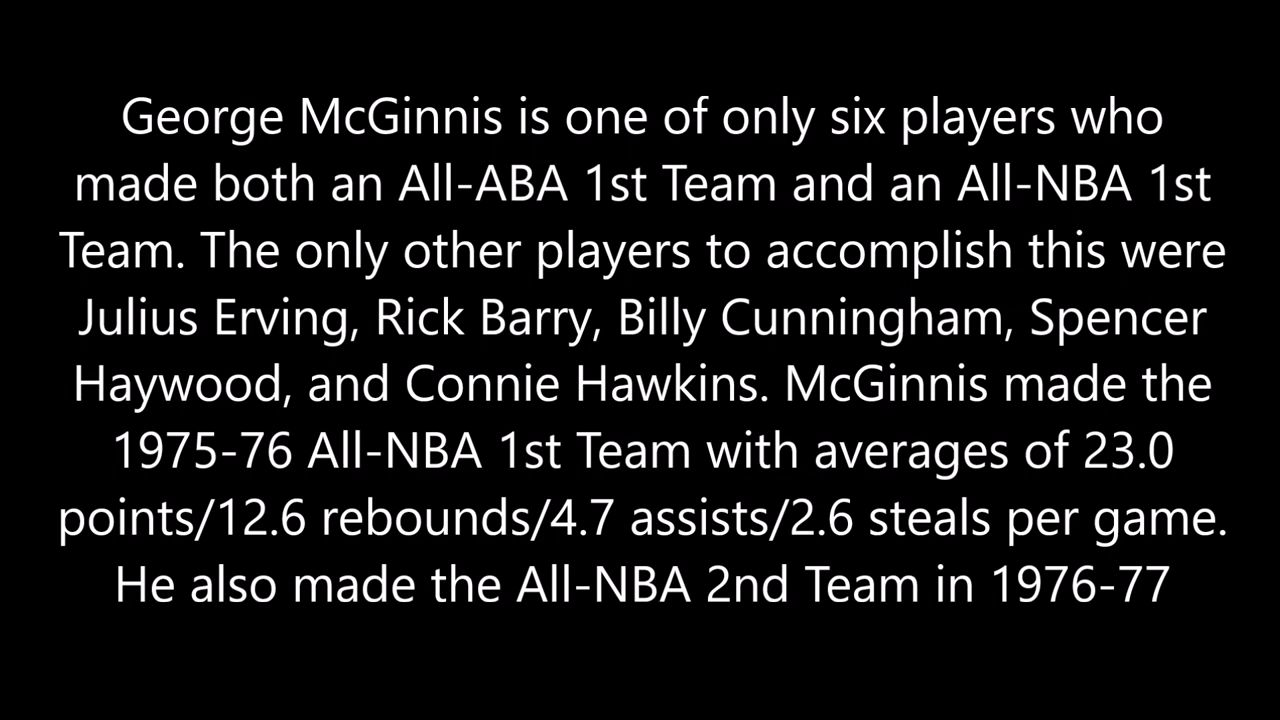 George McGinnis is one of only six players who
made both an All-ABA 1st Team and an All-NBA 1st
Team. The only other players to accomplish this were
Julius Erving, Rick Barry, Billy Cunningham, Spencer
Haywood, and Connie Hawkins. McGinnis made the
1975-76 All-NBA 1st Team with averages of 23.0
points/12.6 rebounds/4.7 assists/2.6 steals per game.
He also made the All-NBA 2nd Team in 1976-77